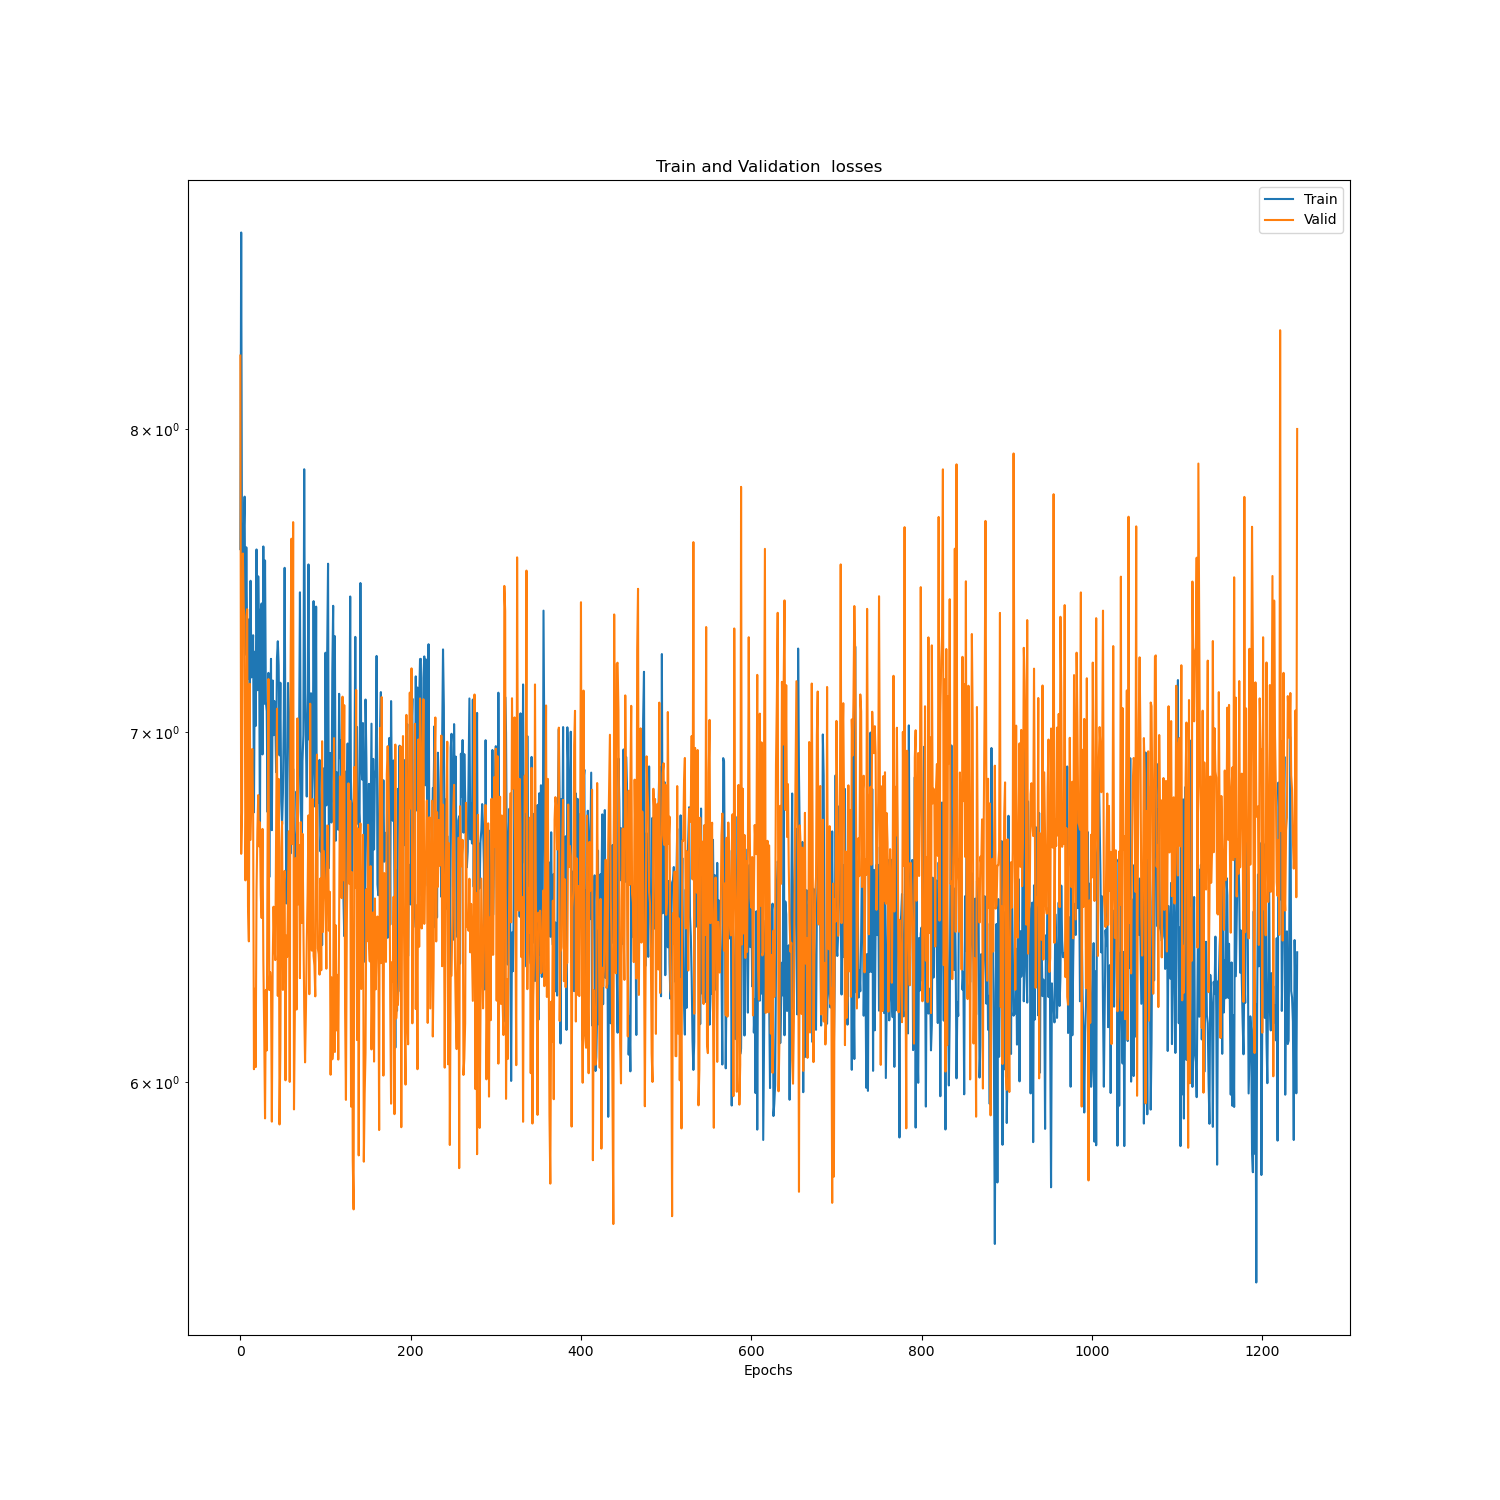 Train and Validation  losses
Train
Valid
8 × 10⁰
7 × 10⁰
6 × 10⁰
0 200 400 600 800 1000 1200
Epochs